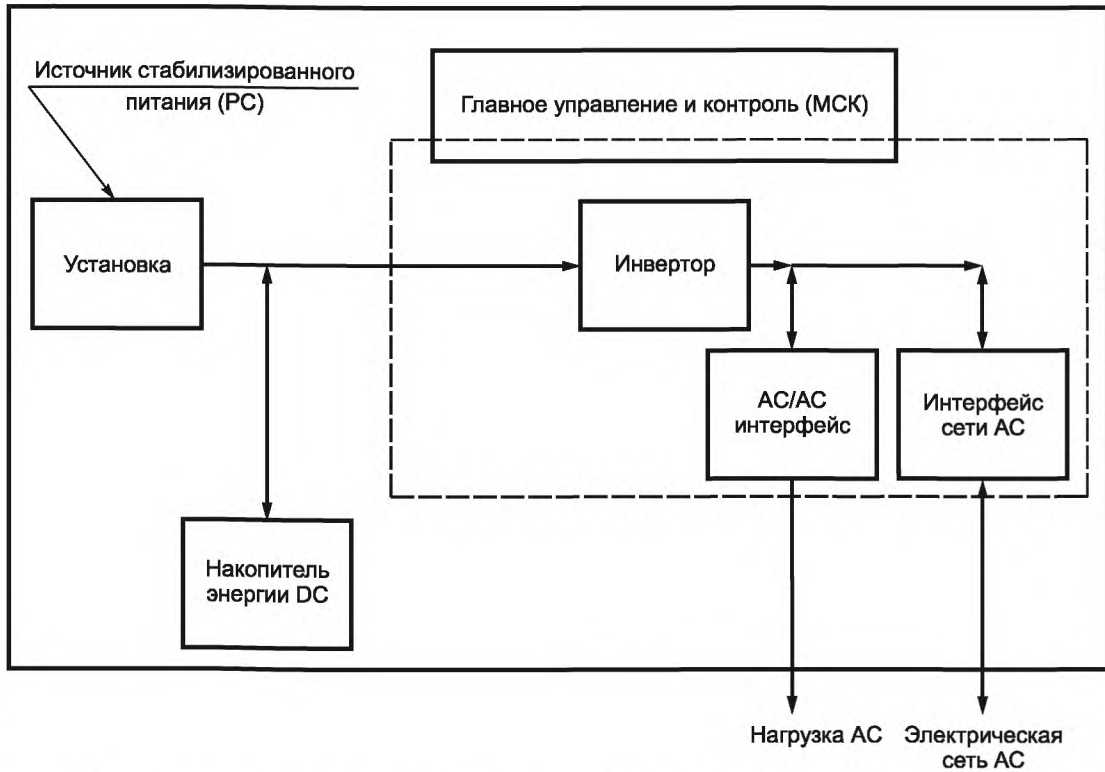 Источник стабилизированного
питания (РС)
Главное управление и контроль (МСК)
Установка
Инвертор
АС/АС
интерфейс
Интерфейс
сети АС
Накопитель
энергии DC
Нагрузка АС
Электрическая
сеть АС